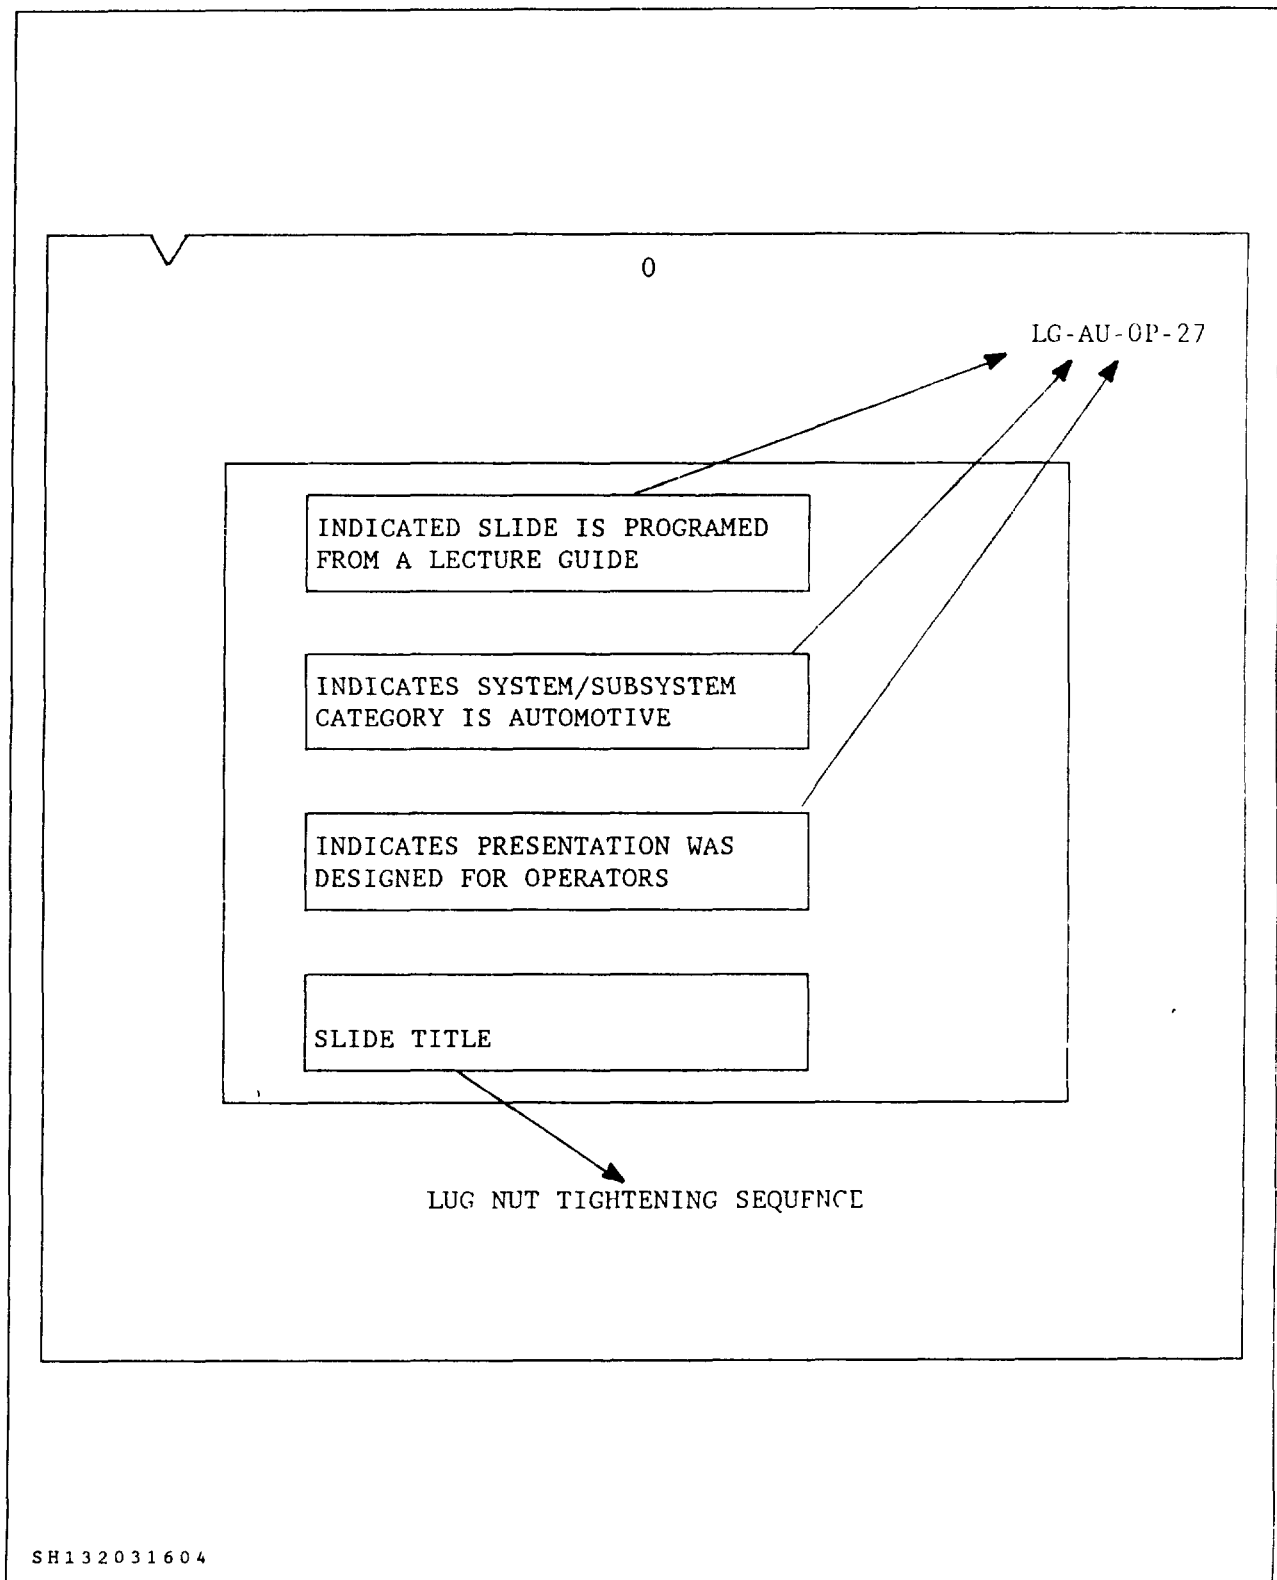 0
LG-AU-OP-27
INDICATED SLIDE IS PROGRAMED
FROM A LECTURE GUIDE
INDICATES SYSTEM/SUBSYSTEM
CATEGORY IS AUTOMOTIVE
INDICATES PRESENTATION WAS
DESIGNED FOR OPERATORS
SLIDE TITLE
LUG NUT TIGHTENING SEQUENCE
SH132031604